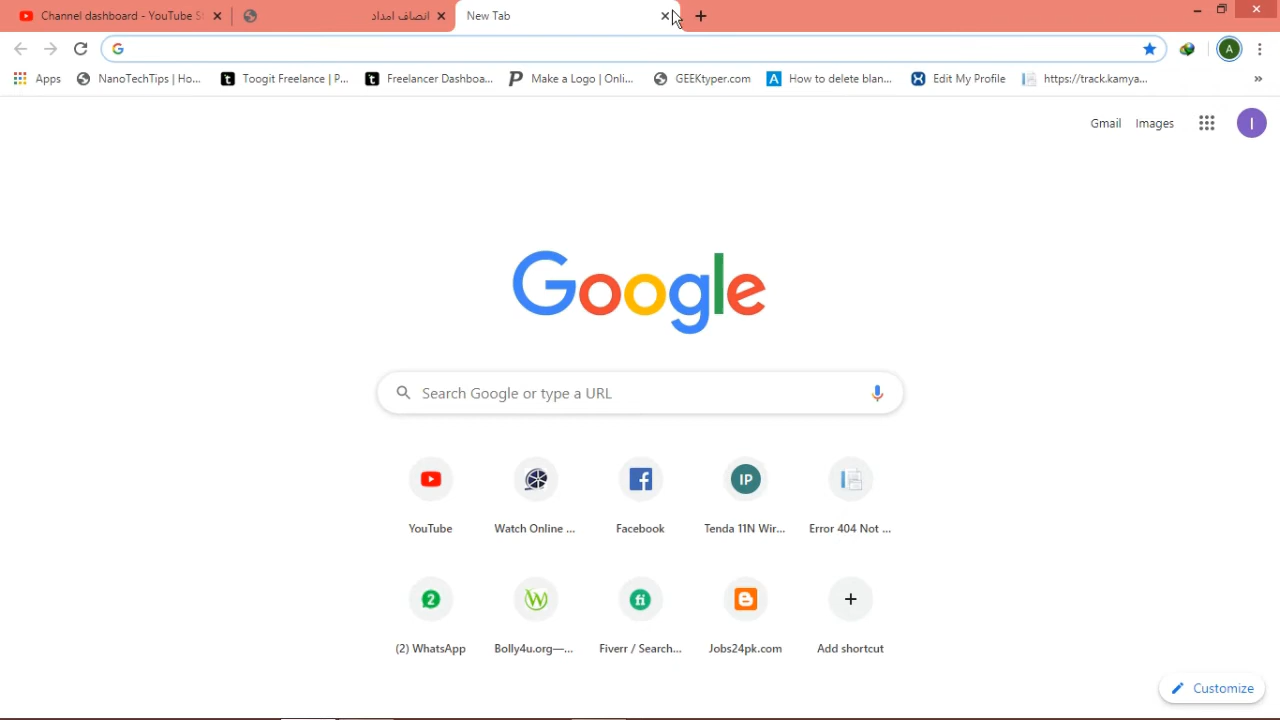 Channel dashboard - YouTube S
انصاف امداد
New Tab
A
Apps
NanoTechTips | Ho...
Toogit Freelance | P...
Freelancer Dashboa...
Make a Logo | Onli...
GEEKtyper.com
How to delete blan...
Edit My Profile
https://track.kamya...
»
Gmail
Images
I
Google
Search Google or type a URL
IP
YouTube
Watch Online ...
Facebook
Tenda 11N Wir...
Error 404 Not ...
2
fi
(2) WhatsApp
Bolly4u.org—...
Fiverr / Search...
Jobs24pk.com
Add shortcut
Customize